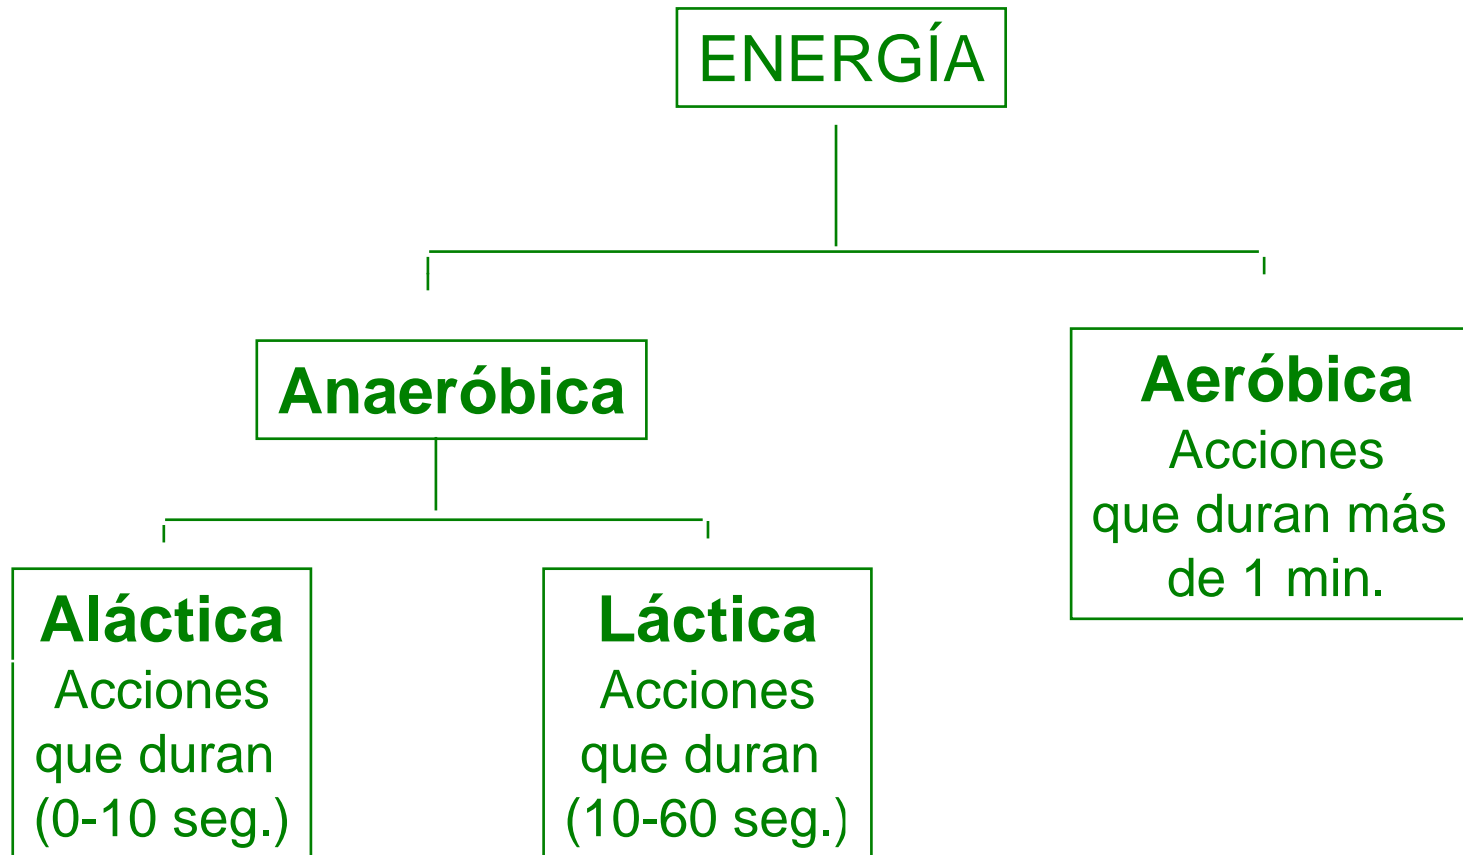 ENERGÍA
Anaeróbica
Aeróbica
Acciones
que duran más
de 1 min.
Aláctica
Acciones
que duran
(0-10 seg.)
Láctica
Acciones
que duran
(10-60 seg.)